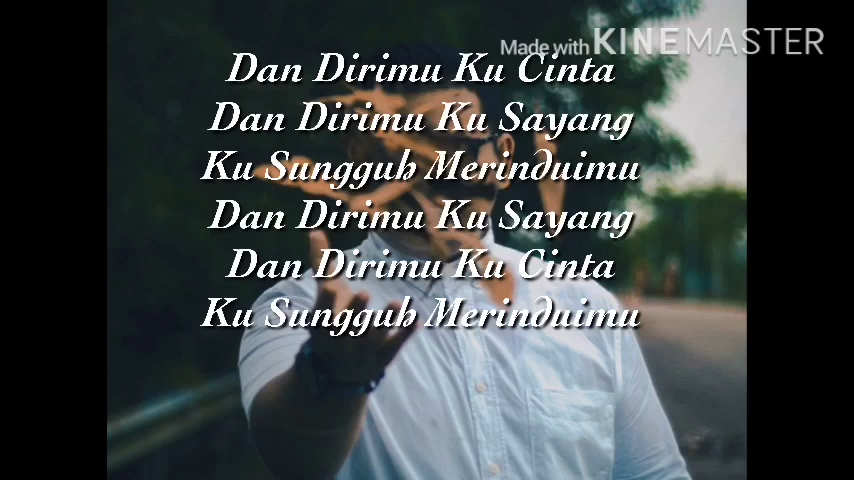 Made with KINEMASTER
Dan Dirimu Ku Cinta
Dan Dirimu Ku Sayang
Ku Sungguh Merinduimu
Dan Dirimu Ku Sayang
Dan Dirimu Ku Cinta
Ku Sungguh Merinduimu